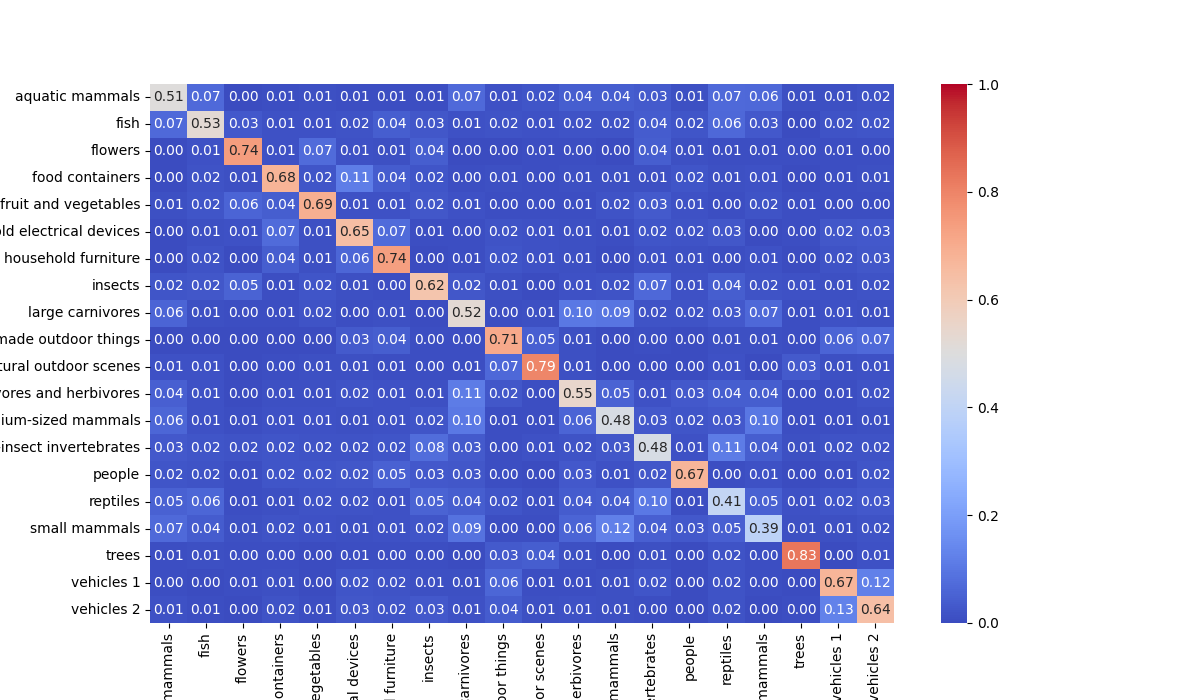 aquatic mammals 0.51 0.07 0.00 0.01 0.01 0.01 0.01 0.01 0.07 0.01 0.02 0.04 0.04 0.03 0.01 0.07 0.06 0.01 0.01 0.02
fish 0.07 0.53 0.03 0.01 0.01 0.02 0.04 0.03 0.01 0.02 0.01 0.02 0.02 0.04 0.02 0.06 0.03 0.00 0.02 0.02
flowers 0.00 0.01 0.74 0.01 0.07 0.01 0.01 0.04 0.00 0.00 0.01 0.00 0.00 0.04 0.01 0.01 0.01 0.00 0.01 0.00
food containers 0.00 0.02 0.01 0.68 0.02 0.11 0.04 0.02 0.00 0.01 0.00 0.01 0.01 0.01 0.02 0.01 0.01 0.00 0.01 0.01
fruit and vegetables 0.01 0.02 0.06 0.04 0.69 0.01 0.01 0.02 0.01 0.00 0.00 0.01 0.02 0.03 0.01 0.00 0.02 0.01 0.00 0.00
old electrical devices 0.00 0.01 0.01 0.07 0.01 0.65 0.07 0.01 0.00 0.02 0.01 0.01 0.01 0.02 0.02 0.03 0.00 0.00 0.02 0.03
household furniture 0.00 0.02 0.00 0.04 0.01 0.06 0.74 0.00 0.01 0.02 0.01 0.01 0.00 0.01 0.01 0.00 0.01 0.00 0.02 0.03
insects 0.02 0.02 0.05 0.01 0.02 0.01 0.00 0.62 0.02 0.01 0.00 0.01 0.02 0.07 0.01 0.04 0.02 0.01 0.01 0.02
large carnivores 0.06 0.01 0.00 0.01 0.02 0.00 0.01 0.00 0.52 0.00 0.01 0.10 0.09 0.02 0.02 0.03 0.07 0.01 0.01 0.01
made outdoor things 0.00 0.00 0.00 0.00 0.00 0.03 0.04 0.00 0.00 0.71 0.05 0.01 0.00 0.00 0.00 0.00 0.01 0.01 0.06 0.07
tural outdoor scenes 0.01 0.01 0.00 0.01 0.01 0.01 0.01 0.00 0.01 0.07 0.79 0.01 0.00 0.00 0.00 0.01 0.00 0.03 0.01 0.01
vores and herbivores 0.04 0.01 0.00 0.01 0.01 0.02 0.01 0.01 0.11 0.02 0.00 0.55 0.05 0.01 0.03 0.04 0.04 0.00 0.01 0.02
ium-sized mammals 0.06 0.01 0.01 0.01 0.01 0.01 0.01 0.02 0.10 0.01 0.01 0.06 0.48 0.03 0.02 0.03 0.10 0.01 0.01 0.01
insect invertebrates 0.03 0.02 0.02 0.02 0.02 0.02 0.02 0.08 0.03 0.00 0.01 0.02 0.03 0.48 0.01 0.11 0.04 0.01 0.02 0.02
people 0.02 0.02 0.01 0.01 0.02 0.02 0.05 0.03 0.03 0.00 0.00 0.03 0.01 0.02 0.67 0.00 0.01 0.00 0.01 0.02
reptiles 0.05 0.06 0.01 0.01 0.02 0.02 0.01 0.05 0.04 0.02 0.01 0.04 0.04 0.10 0.01 0.41 0.05 0.01 0.02 0.03
small mammals 0.07 0.04 0.01 0.02 0.01 0.01 0.01 0.02 0.09 0.00 0.00 0.06 0.12 0.04 0.03 0.05 0.39 0.01 0.01 0.02
trees 0.01 0.01 0.00 0.00 0.00 0.01 0.00 0.00 0.00 0.03 0.04 0.01 0.00 0.01 0.00 0.02 0.00 0.83 0.00 0.01
vehicles 1 0.00 0.00 0.01 0.01 0.00 0.02 0.02 0.01 0.01 0.06 0.01 0.01 0.01 0.02 0.00 0.02 0.00 0.00 0.67 0.12
vehicles 2 0.01 0.01 0.00 0.02 0.01 0.03 0.02 0.03 0.01 0.04 0.01 0.01 0.01 0.00 0.00 0.02 0.00 0.00 0.13 0.64
mammals fish flowers ontainers egetables al devices furniture insects arnivores or things or scenes erbivores mammals ertebrates people reptiles mammals trees vehicles 1 vehicles 2
1.0
0.8
0.6
0.4
0.2
0.0